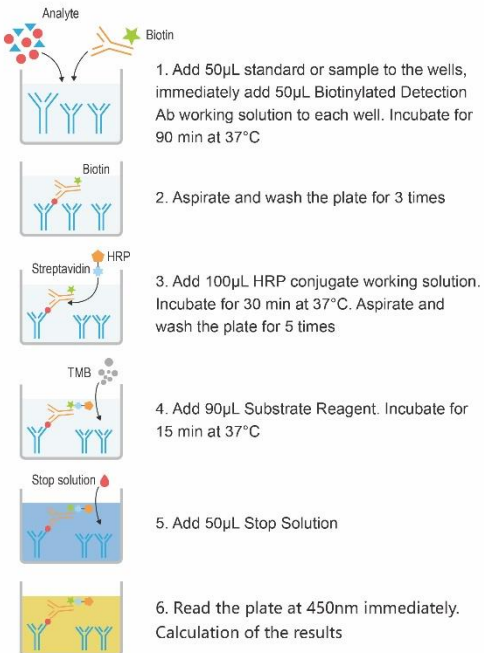 Analyte
Biotin
1. Add 50μL standard or sample to the wells,
immediately add 50μL Biotinylated Detection
Ab working solution to each well. Incubate for
90 min at 37°C
Biotin
2. Aspirate and wash the plate for 3 times
HRP
Streptavidin
3. Add 100μL HRP conjugate working solution.
Incubate for 30 min at 37°C. Aspirate and
wash the plate for 5 times
TMB
4. Add 90μL Substrate Reagent. Incubate for
15 min at 37°C
Stop solution
5. Add 50μL Stop Solution
6. Read the plate at 450nm immediately.
Calculation of the results